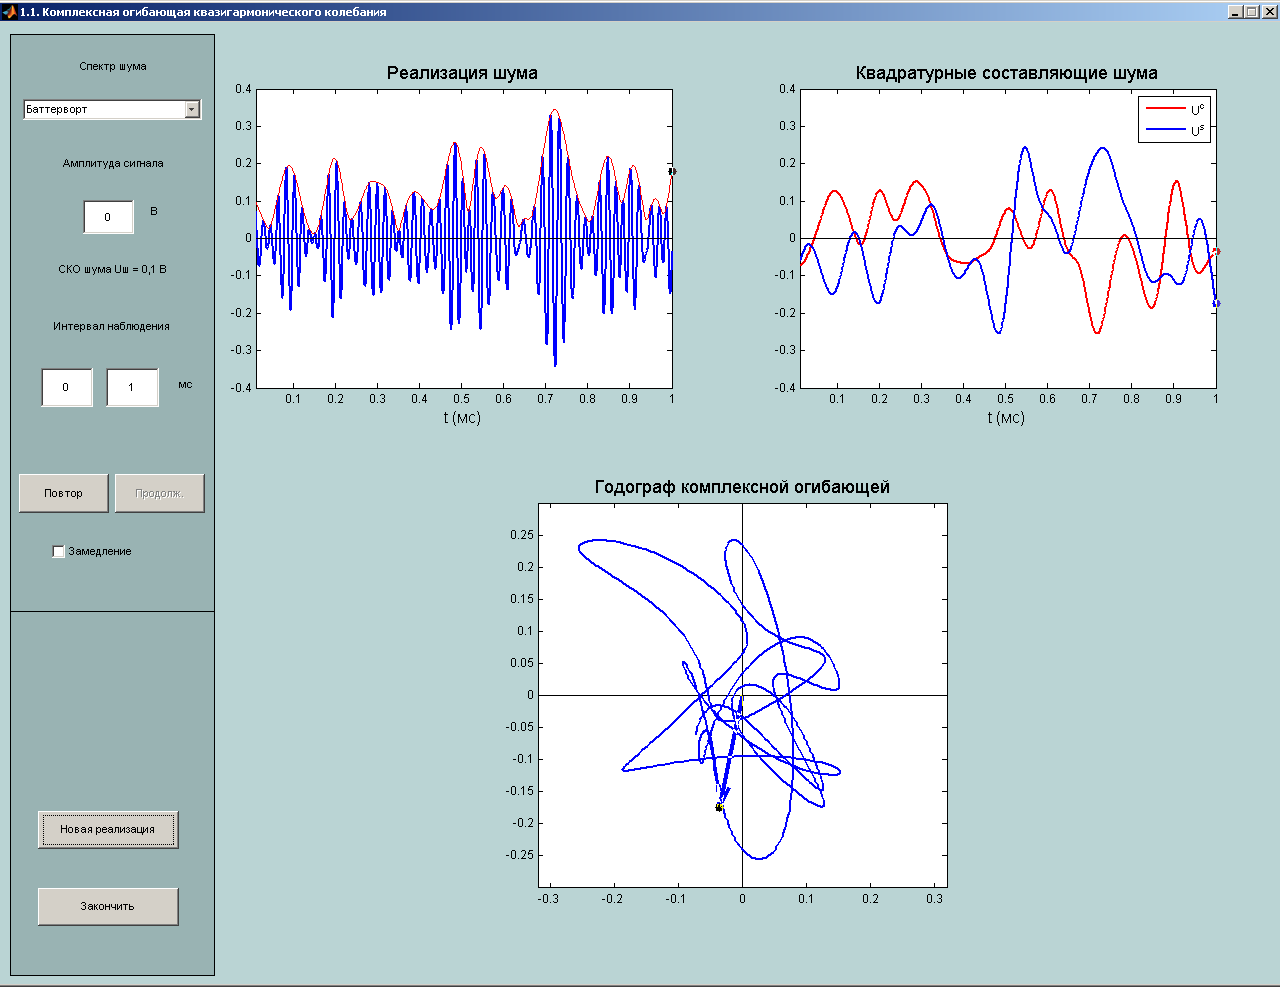 1.1. Комплексная огибающая квазигармонического колебания
Спектр шума
Баттерворт
Амплитуда сигнала
0 В
СКО шума Uш = 0,1 В
Интервал наблюдения
0 1 мс
Повтор Продолж.
Замедление
Новая реализация
Закончить
Реализация шума
0.4
0.3
0.2
0.1
0
-0.1
-0.2
-0.3
-0.4
0.1 0.2 0.3 0.4 0.5 0.6 0.7 0.8 0.9 1
t (мс)
Квадратурные составляющие шума
U^c
U^s
0.4
0.3
0.2
0.1
0
-0.1
-0.2
-0.3
-0.4
0.1 0.2 0.3 0.4 0.5 0.6 0.7 0.8 0.9 1
t (мс)
Годограф комплексной огибающей
0.25
0.2
0.15
0.1
0.05
0
-0.05
-0.1
-0.15
-0.2
-0.25
-0.3 -0.2 -0.1 0 0.1 0.2 0.3